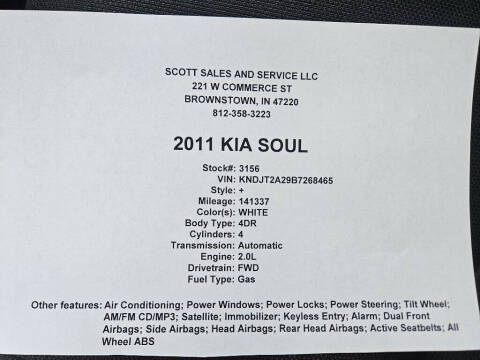 SCOTT SALES AND SERVICE LLC
221 W COMMERCE ST
BROWNSTOWN, IN 47220
812-358-3223
2011 KIA SOUL
Stock#: 3156
VIN: KNDJT2A29B7268465
Style: +
Mileage: 141337
Color(s): WHITE
Body Type: 4DR
Cylinders: 4
Transmission: Automatic
Engine: 2.0L
Drivetrain: FWD
Fuel Type: Gas
Other features: Air Conditioning; Power Windows; Power Locks; Power Steering; Tilt Wheel;
AM/FM CD/MP3; Satellite; Immobilizer; Keyless Entry; Alarm; Dual Front
Airbags; Side Airbags; Head Airbags; Rear Head Airbags; Active Seatbelts; All
Wheel ABS